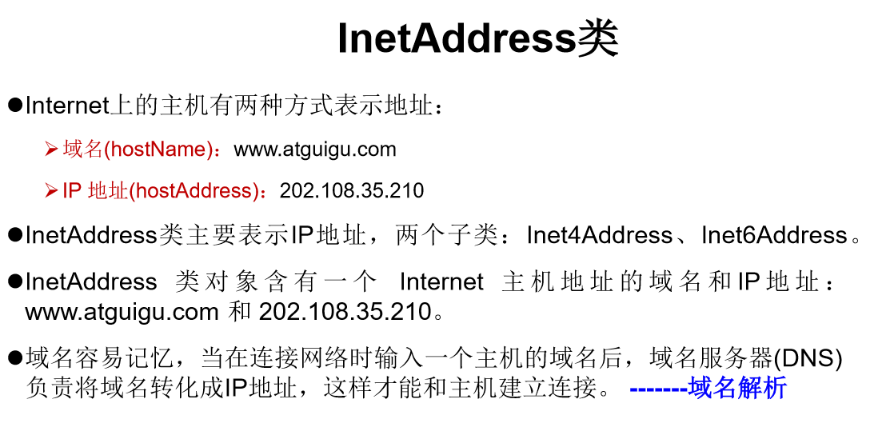 InetAddress类
●Internet上的主机有两种方式表示地址：
➢域名(hostName)：www.atguigu.com
➢IP 地址(hostAddress)：202.108.35.210
●InetAddress类主要表示IP地址，两个子类：Inet4Address、Inet6Address。
●InetAddress 类对象含有一个 Internet 主机地址的域名和IP地址：
www.atguigu.com 和 202.108.35.210。
●域名容易记忆，当在连接网络时输入一个主机的域名后，域名服务器(DNS)
负责将域名转化成IP地址，这样才能和主机建立连接。 -------域名解析